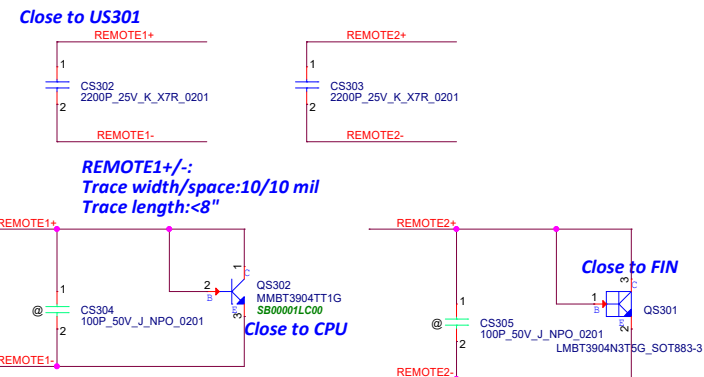 Close to US301
REMOTE1+
REMOTE2+
1
1
CS302
2200P_25V_K_X7R_0201
CS303
2200P_25V_K_X7R_0201
2
2
REMOTE1-
REMOTE2-
REMOTE1+/-:
Trace width/space:10/10 mil
Trace length:<8"
REMOTE1+
REMOTE2+
Close to FIN
1
C
3
C
1
2
B
QS302
MMBT3904TT1G
SB00001LC00
1
1
B
QS301
@
CS304
100P_50V_J_NPO_0201
2
3
E
Close to CPU
@
CS305
100P_50V_J_NPO_0201
2
2
E
LMBT3904N3T5G_SOT883-3
REMOTE1-
REMOTE2-